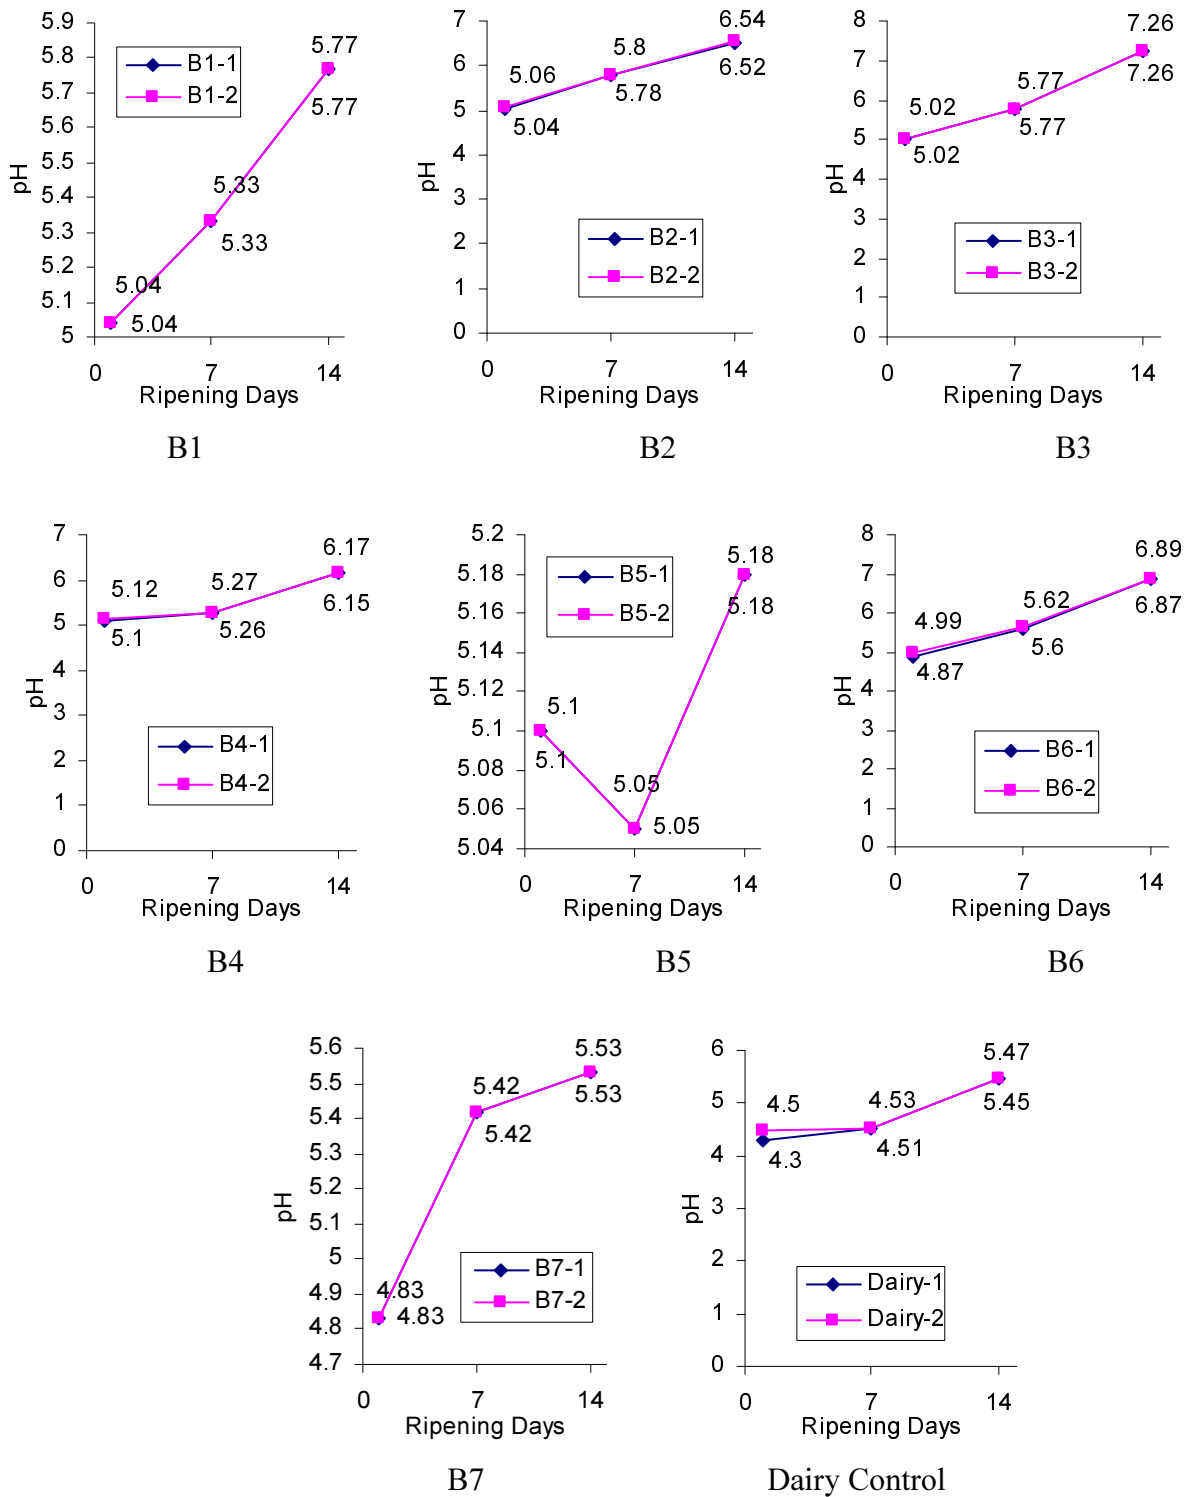 5.9
5.8
5.7
5.6
5.5
5.4
5.3
5.2
5.1
5
pH
B1-1
B1-2
5.77
5.77
5.33
5.33
5.04
5.04
0 7 14
Ripening Days
B1
7
6
5
4
3
2
1
0
pH
6.54
6.52
5.8
5.78
5.06
5.04
B2-1
B2-2
0 7 14
Ripening Days
B2
8
7
6
5
4
3
2
1
0
pH
7.26
7.26
5.77
5.77
5.02
5.02
B3-1
B3-2
0 7 14
Ripening Days
B3
7
6
5
4
3
2
1
0
pH
6.17
6.15
5.27
5.26
5.12
5.1
B4-1
B4-2
0 7 14
Ripening Days
B4
5.2
5.18
5.16
5.14
5.12
5.1
5.08
5.06
5.04
pH
B5-1
B5-2
5.18
5.18
5.1
5.1
5.05
5.05
0 7 14
Ripening Days
B5
8
7
6
5
4
3
2
1
0
pH
6.89
6.87
5.62
5.6
4.99
4.87
B6-1
B6-2
0 7 14
Ripening Days
B6
5.6
5.5
5.4
5.3
5.2
5.1
5
4.9
4.8
4.7
pH
5.53
5.53
5.42
5.42
4.83
4.83
B7-1
B7-2
0 7 14
Ripening Days
B7
6
5
4
3
2
1
0
pH
5.47
5.45
4.53
4.51
4.5
4.3
Dairy-1
Dairy-2
0 7 14
Ripening Days
Dairy Control